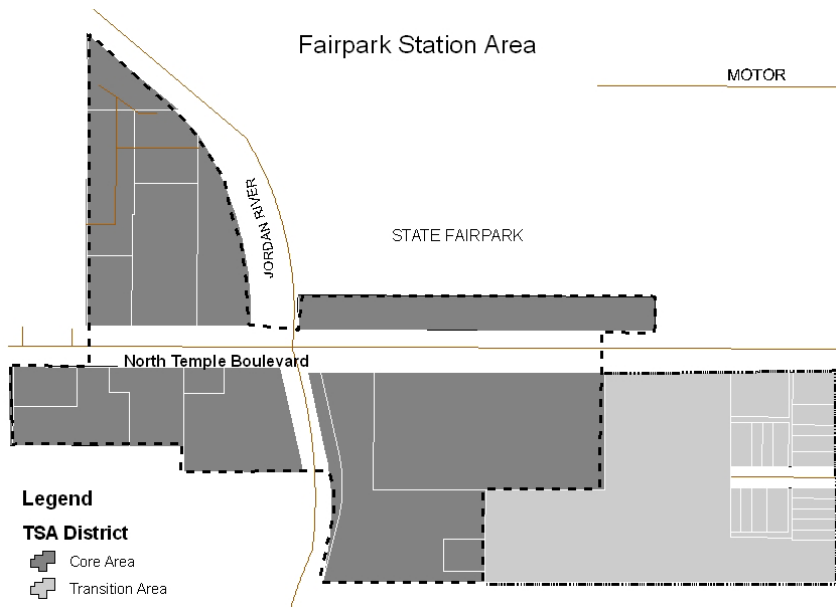 Fairpark Station Area
MOTOR
JORDAN RIVER
STATE FAIRPARK
North Temple Boulevard
Legend
TSA District
Core Area
Transition Area